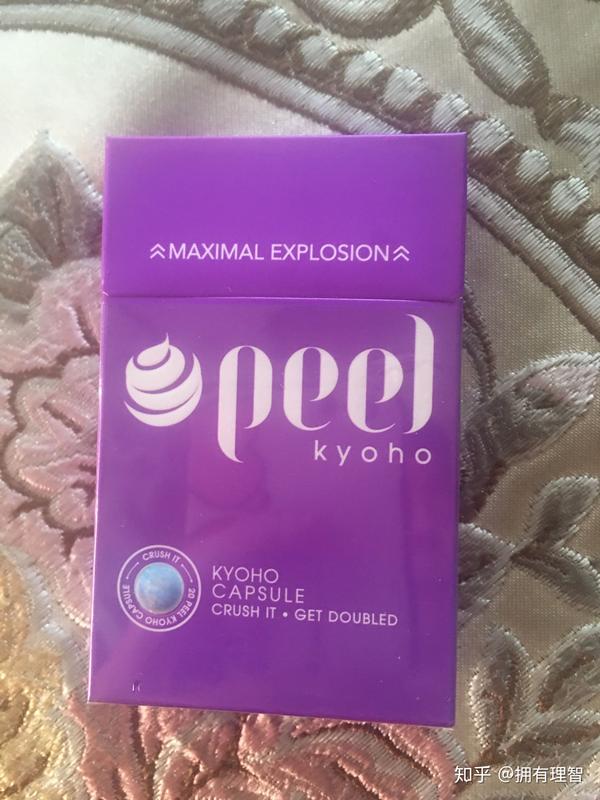 MAXIMAL EXPLOSION
peel
kyoho
CRUSH IT
20 PEEL KYOHO CAPSULE
KYOHO
CAPSULE
CRUSH IT • GET DOUBLED
知乎 @拥有理智